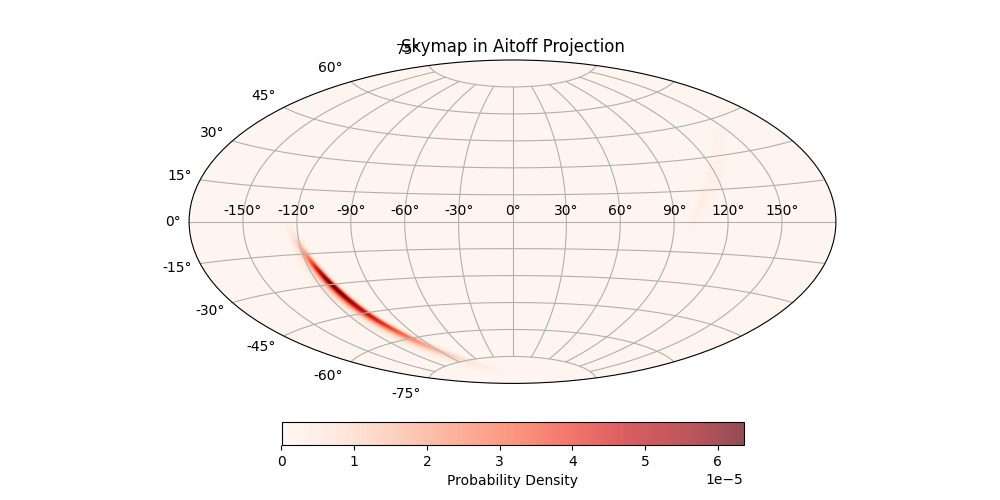 Skymap in Aitoff Projection
75°
60°
45°
30°
15°
-150° -120° -90° -60° -30° 0° 30° 60° 90° 120° 150°
0°
-15°
-30°
-45°
-60°
-75°
0 1 2 3 4 5 6
1e−5
Probability Density